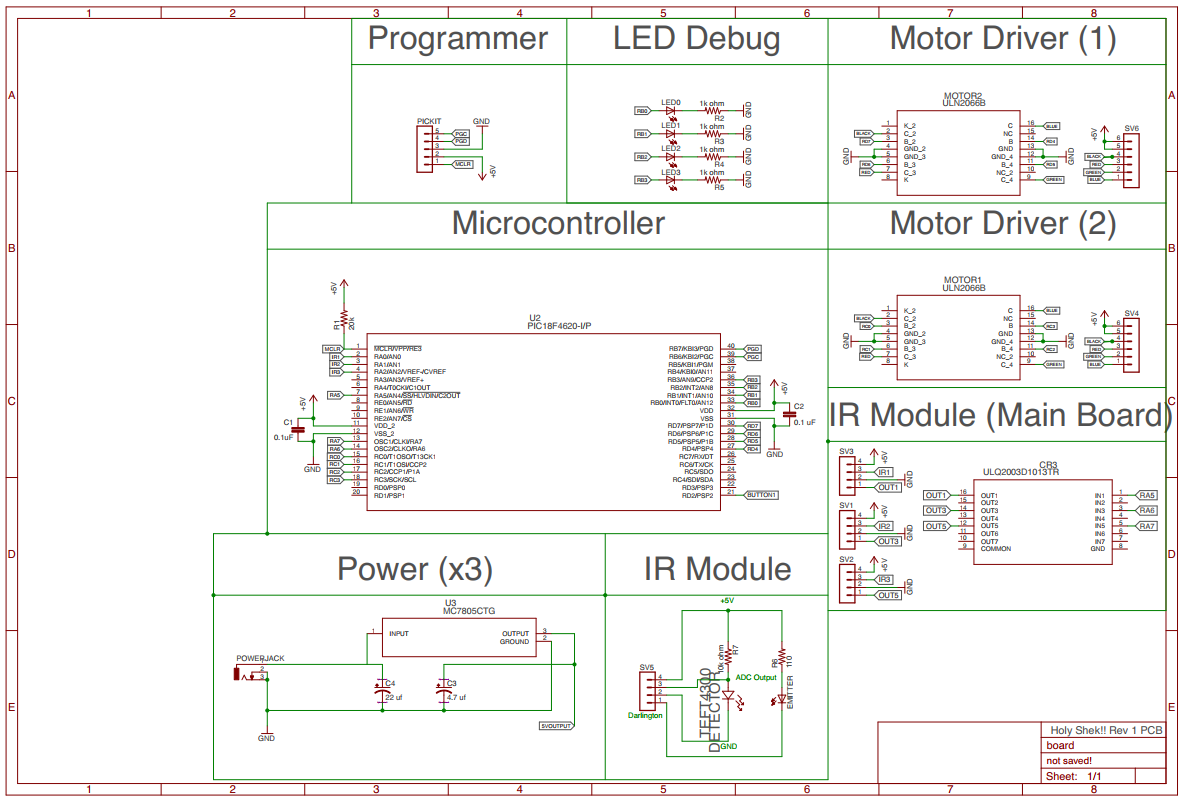 1 2 3 4 5 6 7 8
A A
B B
C C
D D
E E
Programmer
PICKIT
GND
5
4
3
2
1
PGC
PGD
MCLR
+5V
LED Debug
RB0 LED0 1k ohm R2 GND
RB1 LED1 1k ohm R3 GND
RB2 LED2 1k ohm R4 GND
RB3 LED3 1k ohm R5 GND
Motor Driver (1)
MOTOR2
ULN2066B
1 K_2 C 16 BLUE
BLACK 2 C_2 NC 15
RD7 3 B_2 B 14 RD4
4 GND_2 GND 13
GND 5 GND_3 GND_4 12 GND
RD6 6 B_3 B_4 11 RD5
RED 7 C_3 NC_2 10
8 K C_4 9 GREEN
SV6
+5V
6
5
BLACK 4
RED 3
GREEN 2
BLUE 1
Microcontroller
+5V
R1
20k
U2
PIC18F4620-I/P
MCLR 1 MCLR/VPP/RE3 RB7/KBI3/PGD 40 PGD
IR1 2 RA0/AN0 RB6/KBI2/PGC 39 PGC
IR2 3 RA1/AN1 RB5/KBI1/PGM 38
IR3 4 RA2/AN2/VREF-/CVREF RB4/KBI0/AN11 37
5 RA3/AN3/VREF+ RB3/AN9/CCP2 36 RB3
6 RA4/T0CKI/C1OUT RB2/INT2/AN8 35 RB2
RA5 7 RA5/AN4/SS/HLVDIN/C2OUT RB1/INT1/AN10 34 RB1
8 RE0/AN5/RD RB0/INT0/FLT0/AN12 33 RB0
9 RE1/AN6/WR VDD 32
10 RE2/AN7/CS VSS 31
11 VDD_2 RD7/PSP7/P1D 30 RD7
12 VSS_2 RD6/PSP6/P1C 29 RD6
RA7 13 OSC1/CLKI/RA7 RD5/PSP5/P1B 28 RD5
RA6 14 OSC2/CLKO/RA6 RD4/PSP4 27 RD4
RC0 15 RC0/T1OSO/T13CK1 RC7/RX/DT 26
RC1 16 RC1/T1OSI/CCP2 RC6/TX/CK 25
RC2 17 RC2/CCP1/P1A RC5/SDO 24
RC3 18 RC3/SCK/SCL RC4/SDI/SDA 23
19 RD0/PSP0 RD3/PSP3 22
20 RD1/PSP1 RD2/PSP2 21 BUTTON1
+5V
C1
0.1uF
GND
+5V
C2
0.1 uF
GND
Motor Driver (2)
MOTOR1
ULN2066B
1 K_2 C 16 BLUE
BLACK 2 C_2 NC 15
RC0 3 B_2 B 14 RC3
4 GND_2 GND 13
GND 5 GND_3 GND_4 12 GND
RC1 6 B_3 B_4 11 RC2
RED 7 C_3 NC_2 10
8 K C_4 9 GREEN
SV4
+5V
6
5
BLACK 4
RED 3
GREEN 2
BLUE 1
IR Module (Main Board)
SV3
4 +5V
3 IR1
2 GND
1 OUT1
SV1
4 +5V
3 IR2
2 GND
1 OUT3
SV2
4 +5V
3 IR3
2 GND
1 OUT5
CR3
ULQ2003D1013TR
OUT1 16 OUT1 IN1 1 RA5
15 OUT2 IN2 2
OUT3 14 OUT3 IN3 3 RA6
13 OUT4 IN4 4
OUT5 12 OUT5 IN5 5 RA7
11 OUT6 IN6 6
10 OUT7 IN7 7
9 COMMON GND 8
Power (x3)
U3
MC7805CTG
1 INPUT OUTPUT 3
GROUND 2
POWERJACK
1
2
3
C4
22 uf
C3
4.7 uf
5VOUTPUT
GND
IR Module
+5V
SV5
4
3
2
1
Darlington
R7
10k ohm
R6
110
ADC Output
TEFT4300
DETECTOR
EMITTER
GND
Holy Shek!! Rev 1 PCB
board
not saved!
Sheet: 1/1
1 2 3 4 5 6 7 8